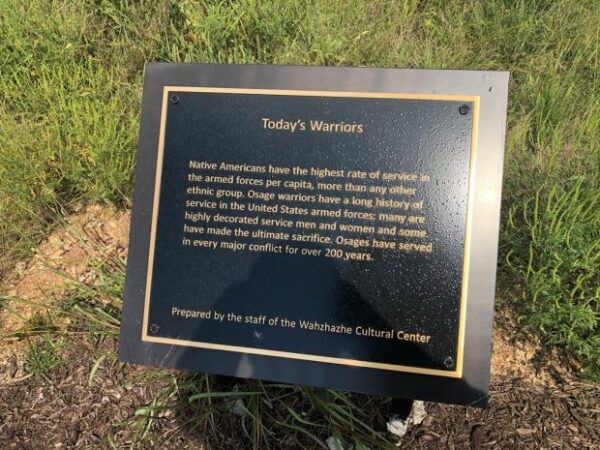 Today's Warriors
Native Americans have the highest rate of service in
the armed forces per capita, more than any other
ethnic group. Osage warriors have a long history of
service in the United States armed forces; many are
highly decorated service men and women and some
have made the ultimate sacrifice. Osages have served
in every major conflict for over 200 years.
Prepared by the staff of the Wahzhazhe Cultural Center